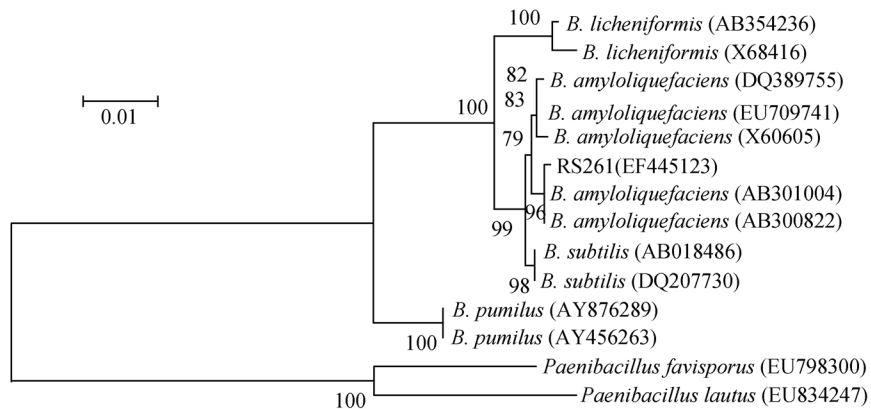 100
B. licheniformis (AB354236)
B. licheniformis (X68416)
82
B. amyloliquefaciens (DQ389755)
83
100
B. amyloliquefaciens (EU709741)
0.01
79
B. amyloliquefaciens (X60605)
RS261(EF445123)
B. amyloliquefaciens (AB301004)
96
B. amyloliquefaciens (AB300822)
99
B. subtilis (AB018486)
B. subtilis (DQ207730)
98
B. pumilus (AY876289)
B. pumilus (AY456263)
100
Paenibacillus favisporus (EU798300)
Paenibacillus lautus (EU834247)
100